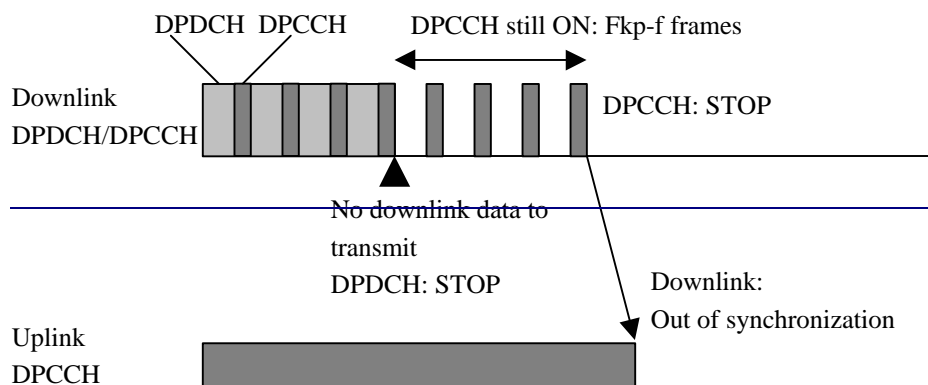 DPDCH DPCCH
DPCCH still ON: Fkp-f frames
Downlink
DPDCH/DPCCH
DPCCH: STOP
No downlink data to
transmit
DPDCH: STOP
Downlink:
Out of synchronization
Uplink
DPCCH